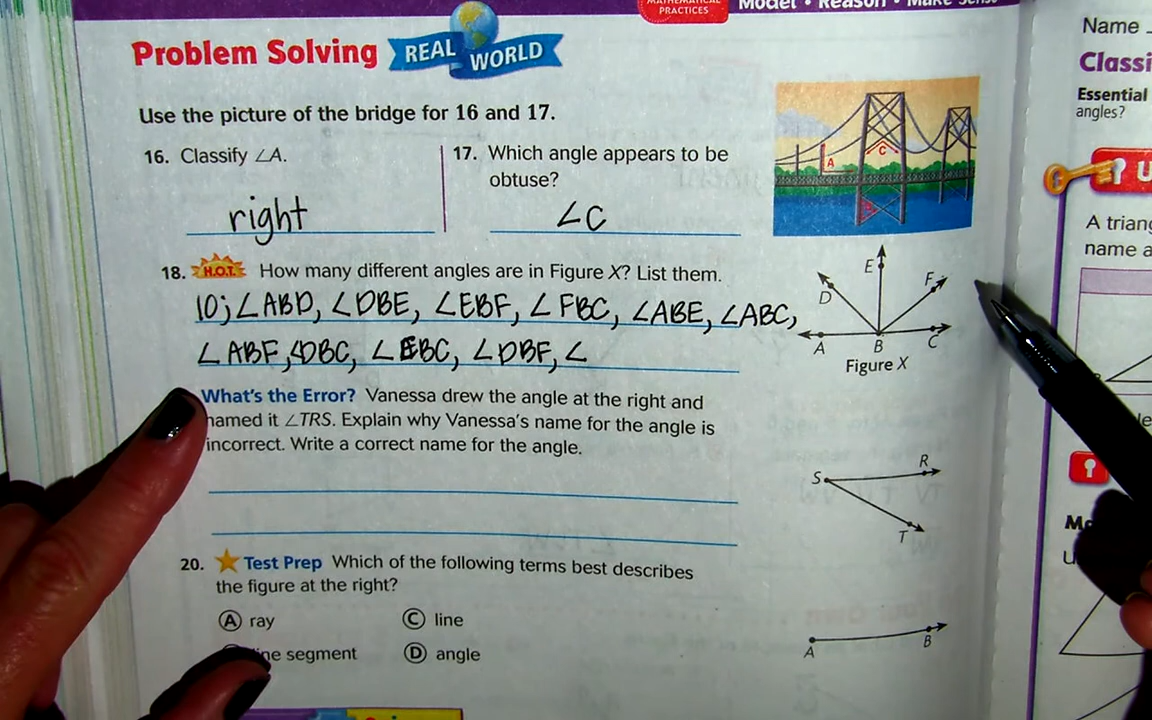 MATHEMATICAL
PRACTICES
Model • Reason • Make Sense
Problem Solving REAL WORLD
Use the picture of the bridge for 16 and 17.
16. Classify ∠A.
right
17. Which angle appears to be
obtuse?
∠C
A
C
18. H.O.T. How many different angles are in Figure X? List them.
10; ∠ABD, ∠DBE, ∠EBF, ∠FBC, ∠ABE, ∠ABC,
∠ABF, ∠DBC, ∠EBC, ∠DBF, ∠
E
D
F
A
B
C
Figure X
What's the Error? Vanessa drew the angle at the right and
named it ∠TRS. Explain why Vanessa's name for the angle is
incorrect. Write a correct name for the angle.
S
R
T
20. Test Prep Which of the following terms best describes
the figure at the right?
A ray
C line
line segment
D angle
A
B
Name
Classi
Essential
angles?
U
A triang
name a